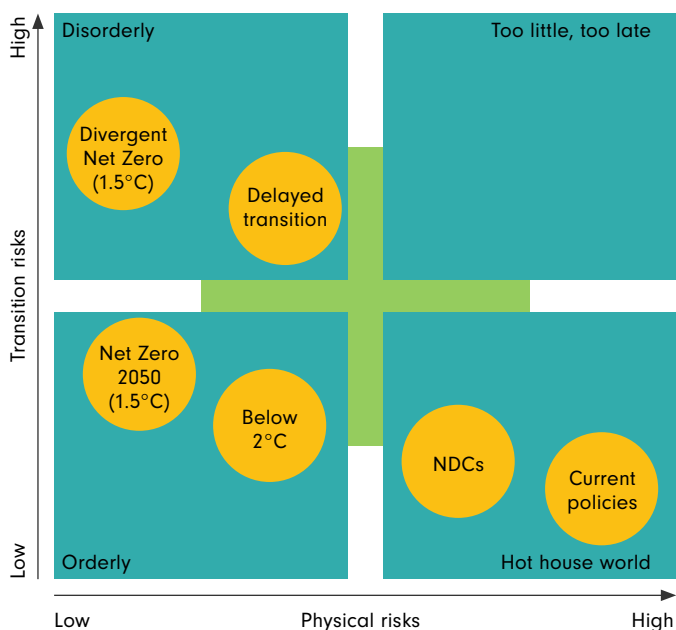 High
Transition risks
Low
Disorderly
Too little, too late
Divergent
Net Zero
(1.5°C)
Delayed
transition
Net Zero
2050
(1.5°C)
Below
2°C
NDCs
Current
policies
Orderly
Hot house world
Low
Physical risks
High